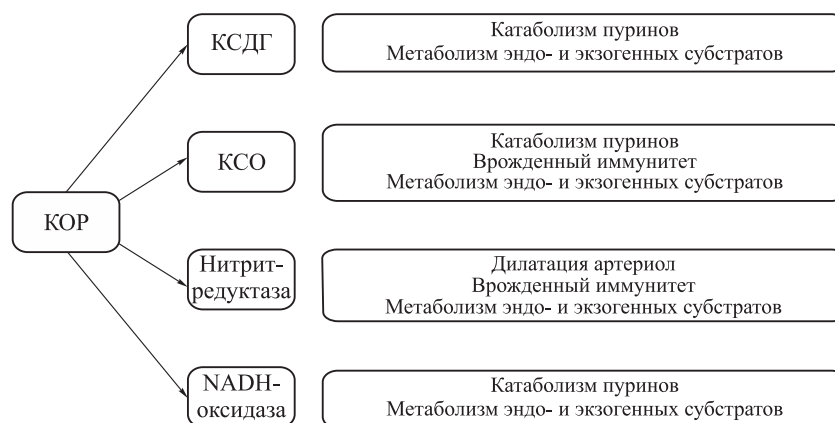 КСДГ
Катаболизм пуринов
Метаболизм эндо- и экзогенных субстратов
КСО
Катаболизм пуринов
Врожденный иммунитет
Метаболизм эндо- и экзогенных субстратов
КОР
Нитрит-
редуктаза
Дилатация артериол
Врожденный иммунитет
Метаболизм эндо- и экзогенных субстратов
NADH-
оксидаза
Катаболизм пуринов
Метаболизм эндо- и экзогенных субстратов